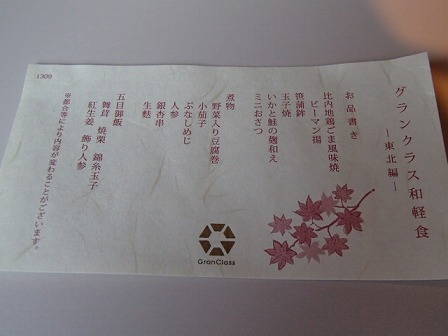 グランクラス和軽食
―東北編―
お品書き
比内地鶏ごま風味焼
ピーマン揚
笹蒲鉾
玉子焼
いかと鮭の麹和え
ミニおさつ
煮物
野菜入り豆腐巻
小茄子
ぶなしめじ
人参
銀杏串
生麩
五目御飯
舞茸 焼栗 錦糸玉子
紅生姜 飾り人参
※都合等により内容が変わることがございます。
1309
GranClass